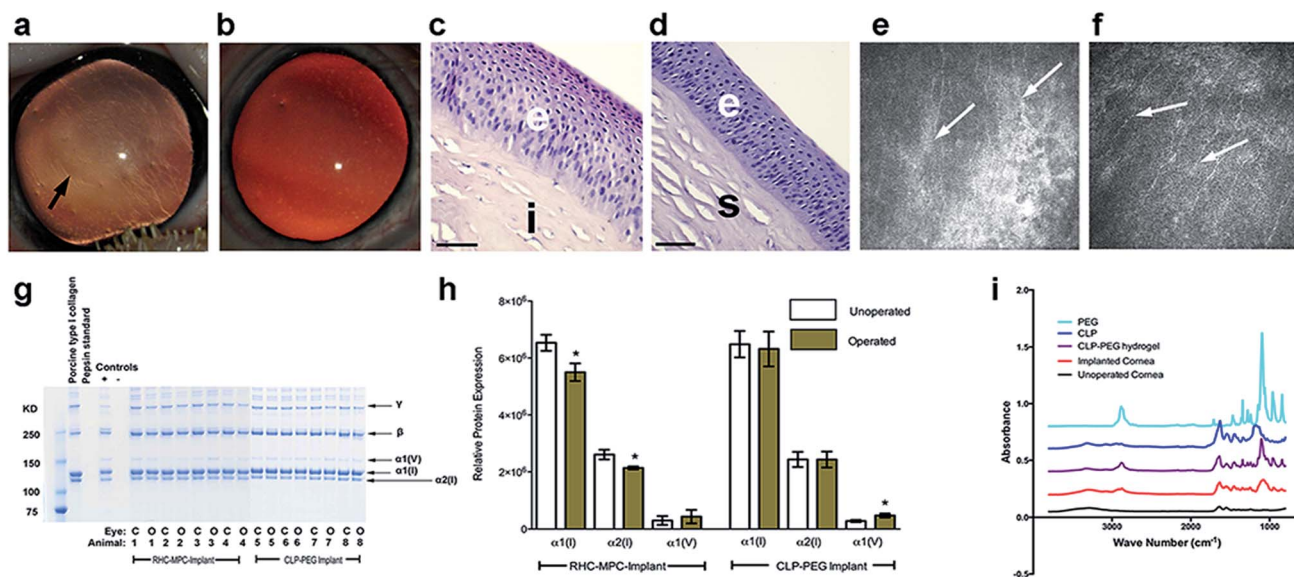 a
b
c
d
e
f
e
i
e
s
g
Porcine type I collagen
Pepsin standard
Controls
+ -
KD
250
150
100
75
γ
β
α1(V)
α1(I)
α2(I)
Eye: C O C O C O C O C O C O C O C O
Animal: 1 1 2 2 3 3 4 4 5 5 6 6 7 7 8 8
RHC-MPC-Implant
CLP-PEG Implant
h
Relative Protein Expression
8×10⁶
6×10⁶
4×10⁶
2×10⁶
0
Unoperated
Operated
*
*
*
α1(I) α2(I) α1(V) α1(I) α2(I) α1(V)
RHC-MPC-Implant
CLP-PEG Implant
i
Absorbance
2.0
1.5
1.0
0.5
0.0
-0.5
PEG
CLP
CLP-PEG hydrogel
Implanted Cornea
Unoperated Cornea
3000 2000 1000
Wave Number (cm⁻¹)